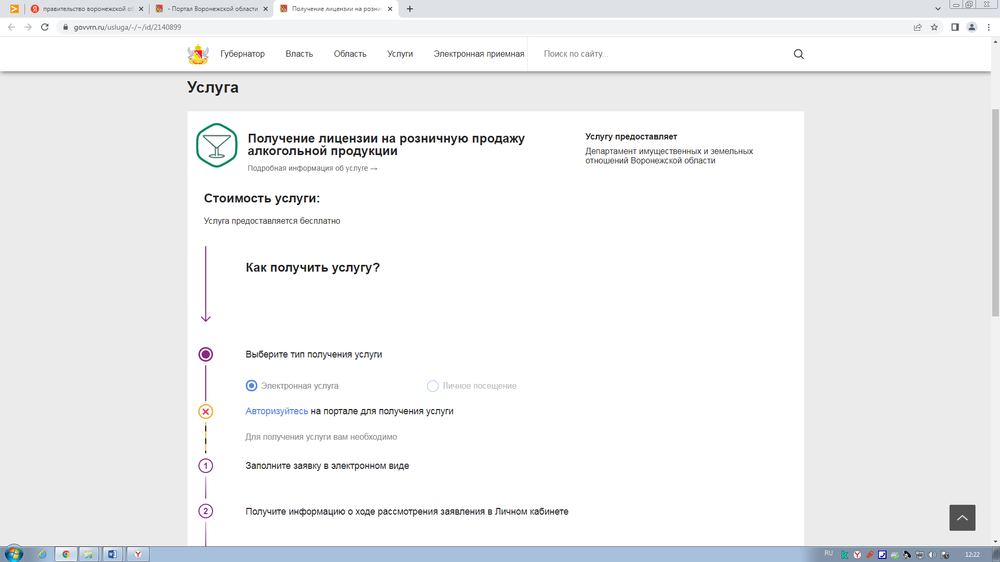 правительство воронежской об
- Портал Воронежской области
Получение лицензии на рознич
govvrn.ru/usluga/-/~/id/2140899
Губернатор Власть Область Услуги Электронная приемная Поиск по сайту...
Услуга
Получение лицензии на розничную продажу
алкогольной продукции
Подробная информация об услуге →
Услугу предоставляет
Департамент имущественных и земельных
отношений Воронежской области
Стоимость услуги:
Услуга предоставляется бесплатно
Как получить услугу?
Выберите тип получения услуги
Электронная услуга Личное посещение
Авторизуйтесь на портале для получения услуги
Для получения услуги вам необходимо
1 Заполните заявку в электронном виде
2 Получите информацию о ходе рассмотрения заявления в Личном кабинете
RU 12:22